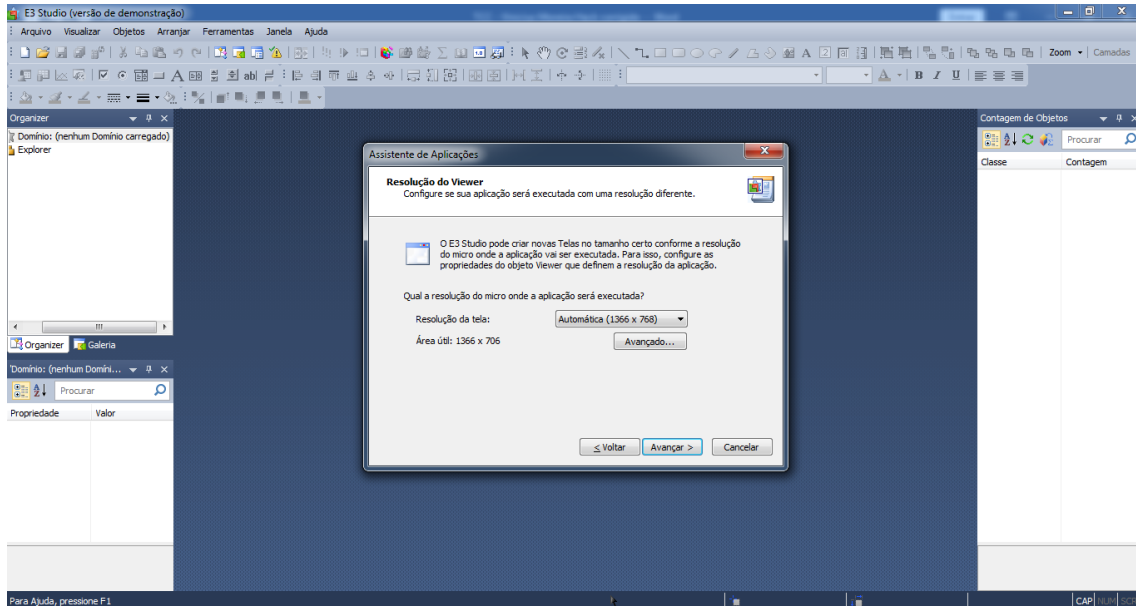 E3 Studio (versão de demonstração)
Arquivo Visualizar Objetos Arranjar Ferramentas Janela Ajuda
Zoom Camadas
Organizer
Domínio: (nenhum Domínio carregado)
Explorer
Organizer Galeria
'Domínio: (nenhum Domíni...
Procurar
Propriedade Valor
Assistente de Aplicações
Resolução do Viewer
Configure se sua aplicação será executada com uma resolução diferente.
O E3 Studio pode criar novas Telas no tamanho certo conforme a resolução
do micro onde a aplicação vai ser executada. Para isso, configure as
propriedades do objeto Viewer que definem a resolução da aplicação.
Qual a resolução do micro onde a aplicação será executada?
Resolução da tela: Automática (1366 x 768)
Área útil: 1366 x 706 Avançado...
< Voltar Avançar > Cancelar
Contagem de Objetos
Procurar
Classe Contagem
Para Ajuda, pressione F1
CAP NUM SCR